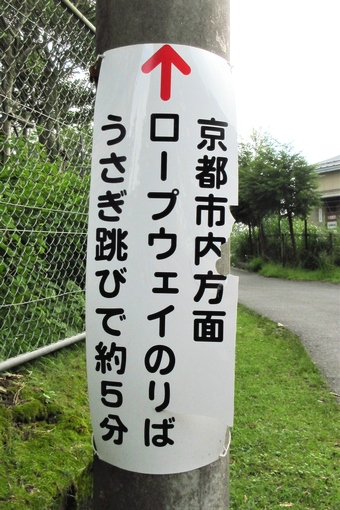 京都市内方面
ロープウェイのりば
うさぎ跳びで約5分